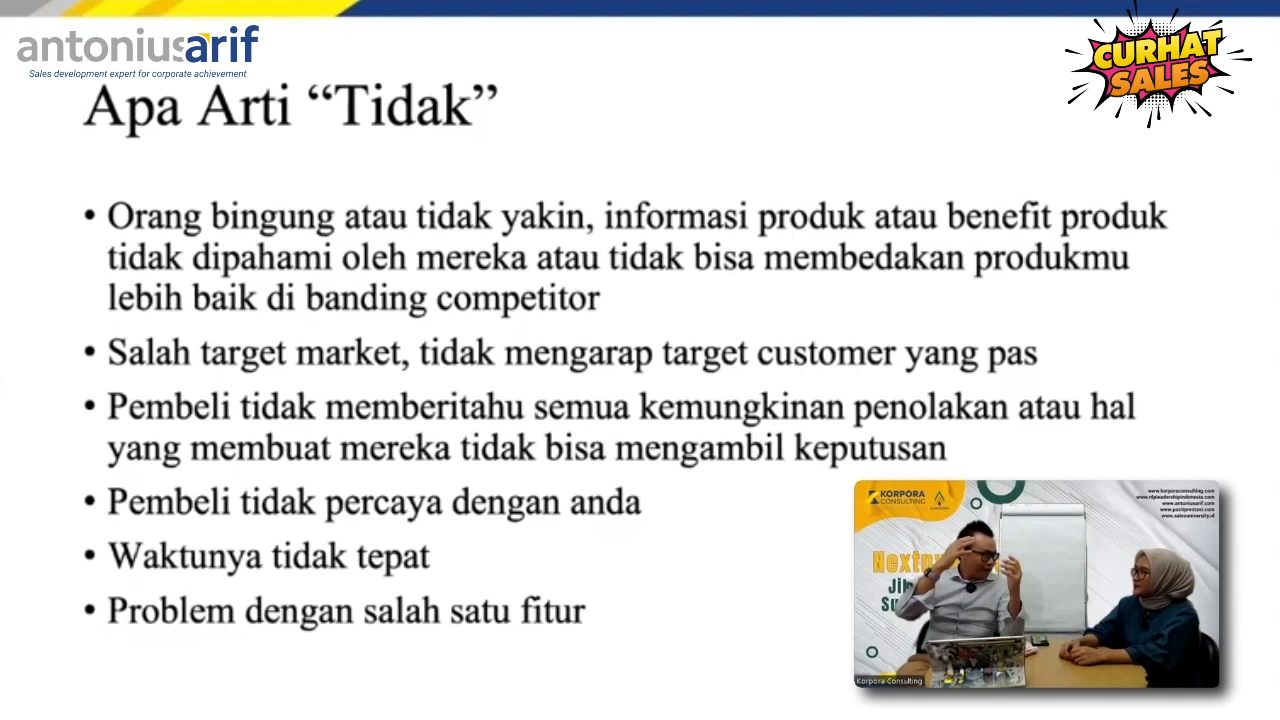 antoniusarif
Sales development expert for corporate achievement
CURHAT
SALES
Apa Arti “Tidak”
• Orang bingung atau tidak yakin, informasi produk atau benefit produk
tidak dipahami oleh mereka atau tidak bisa membedakan produkmu
lebih baik di banding competitor
• Salah target market, tidak mengarap target customer yang pas
• Pembeli tidak memberitahu semua kemungkinan penolakan atau hal
yang membuat mereka tidak bisa mengambil keputusan
• Pembeli tidak percaya dengan anda
• Waktunya tidak tepat
• Problem dengan salah satu fitur
KORPORA
CONSULTING
www.korporaconsulting.com
www.nlpleadershipindonesia.com
www.antoniusarif.com
www.pastiprestasi.com
www.salesuniversity.id
Korpora Consulting